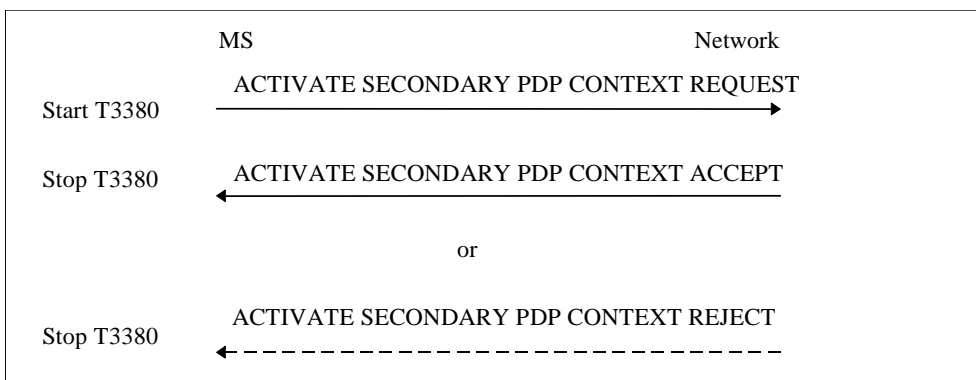 MS Network
ACTIVATE SECONDARY PDP CONTEXT REQUEST
Start T3380
ACTIVATE SECONDARY PDP CONTEXT ACCEPT
Stop T3380
or
ACTIVATE SECONDARY PDP CONTEXT REJECT
Stop T3380